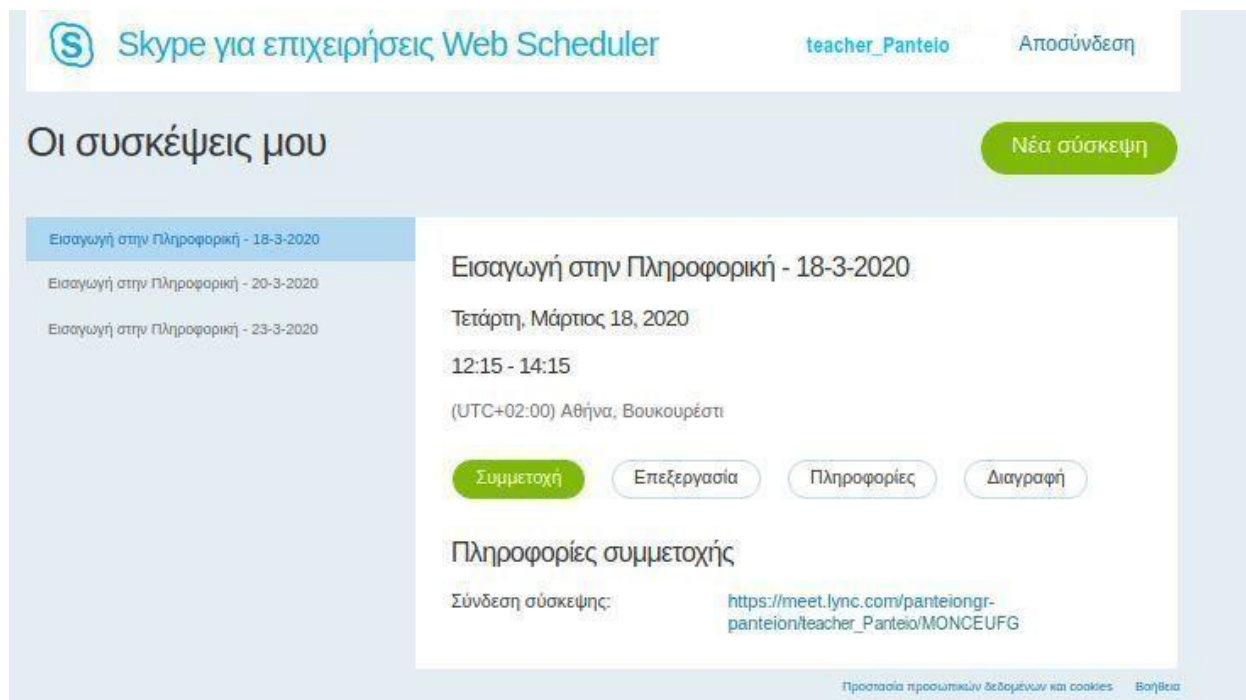 Skype για επιχειρήσεις Web Scheduler
teacher_Panteio
Αποσύνδεση
Οι συσκέψεις μου
Νέα σύσκεψη
Εισαγωγή στην Πληροφορική - 18-3-2020
Εισαγωγή στην Πληροφορική - 20-3-2020
Εισαγωγή στην Πληροφορική - 23-3-2020
Εισαγωγή στην Πληροφορική - 18-3-2020
Τετάρτη, Μάρτιος 18, 2020
12:15 - 14:15
(UTC+02:00) Αθήνα, Βουκουρέστι
Συμμετοχή
Επεξεργασία
Πληροφορίες
Διαγραφή
Πληροφορίες συμμετοχής
Σύνδεση σύσκεψης:
https://meet.lync.com/panteiongr-
panteion/teacher_Panteio/MONCEUFG
Προστασία προσωπικών δεδομένων και cookies
Βοήθεια